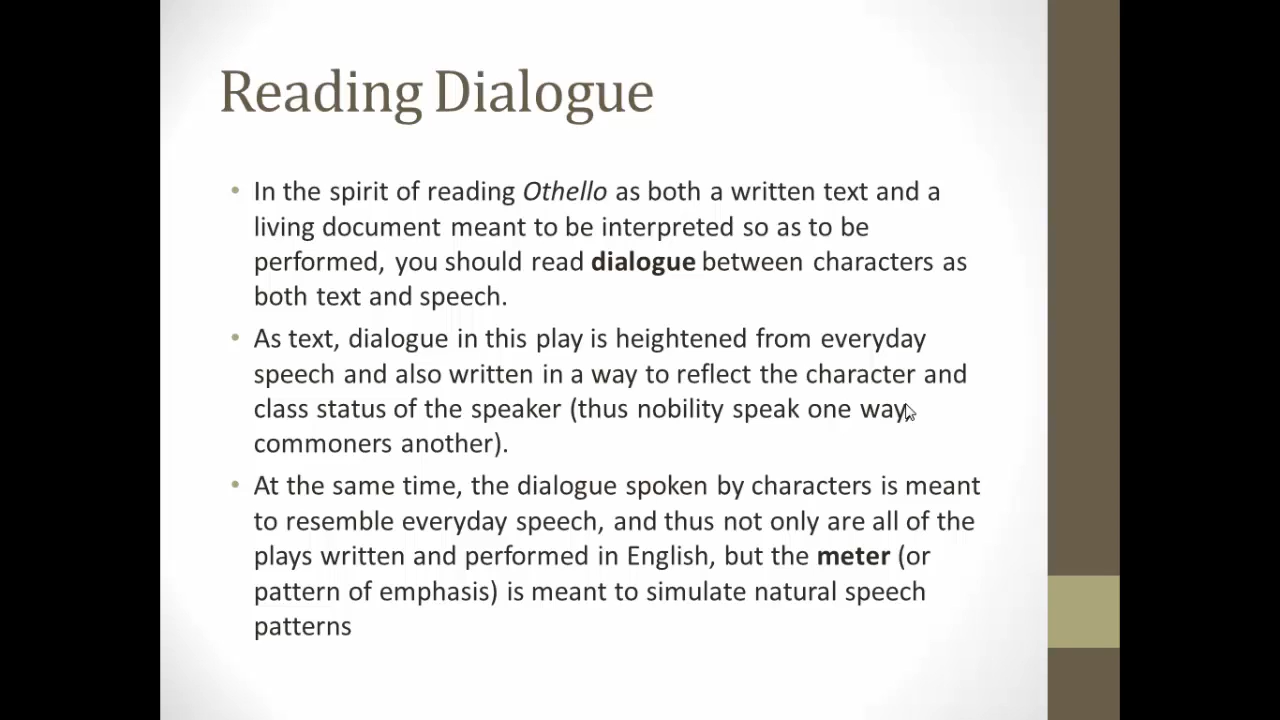 Reading Dialogue
• In the spirit of reading Othello as both a written text and a
living document meant to be interpreted so as to be
performed, you should read dialogue between characters as
both text and speech.
• As text, dialogue in this play is heightened from everyday
speech and also written in a way to reflect the character and
class status of the speaker (thus nobility speak one way,
commoners another).
• At the same time, the dialogue spoken by characters is meant
to resemble everyday speech, and thus not only are all of the
plays written and performed in English, but the meter (or
pattern of emphasis) is meant to simulate natural speech
patterns